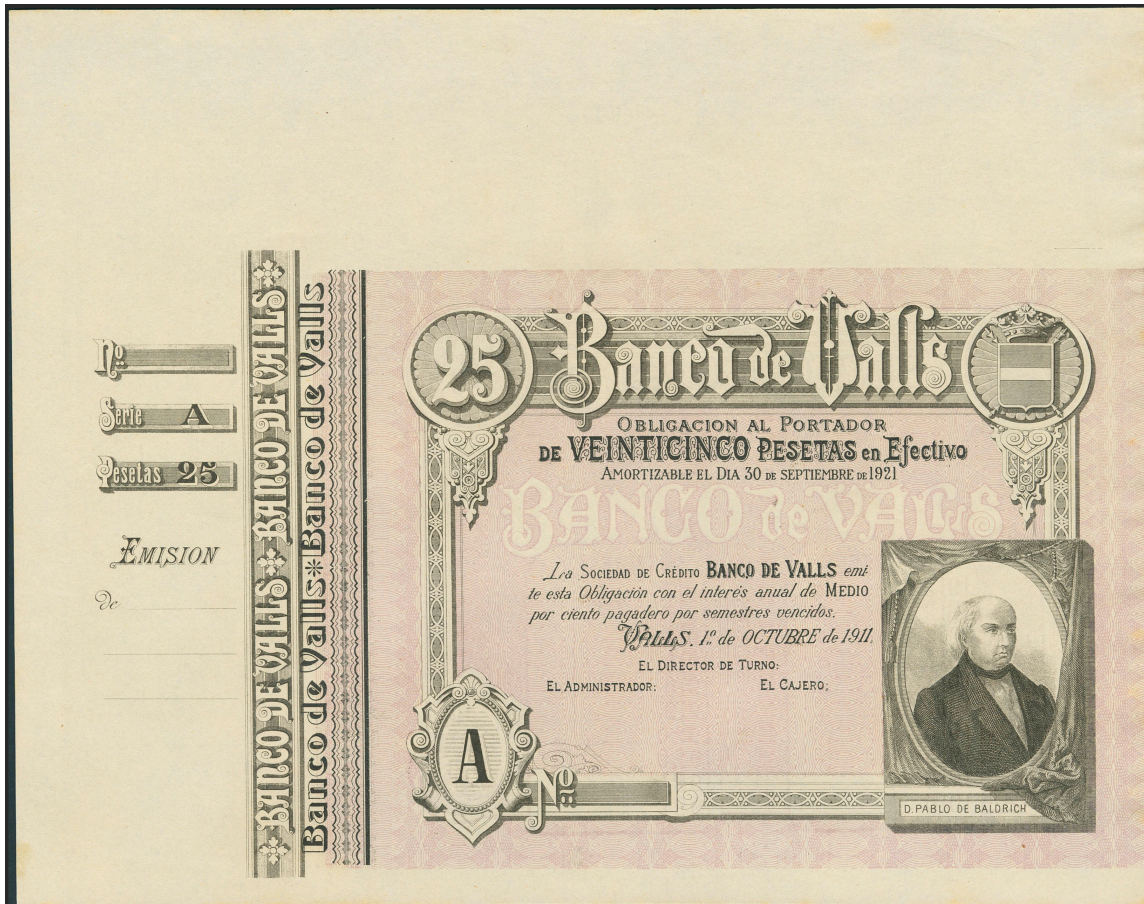 Nº
Serie A
Pesetas 25
EMISION
de
BANCO DE VALLS BANCO DE VALLS
Banco de Valls*Banco de Valls
25 Banco de Valls
OBLIGACION AL PORTADOR
DE VEINTICINCO PESETAS en Efectivo
AMORTIZABLE EL DIA 30 DE SEPTIEMBRE DE 1921
BANCO de VALLS
La SOCIEDAD DE CRÉDITO BANCO DE VALLS emi-
te esta Obligación con el interés anual de MEDIO
por ciento pagadero por semestres vencidos.
VALLS. 1º de OCTUBRE de 1911.
EL DIRECTOR DE TURNO:
EL ADMINISTRADOR: EL CAJERO;
A
Nº
D. PABLO DE BALDRICH